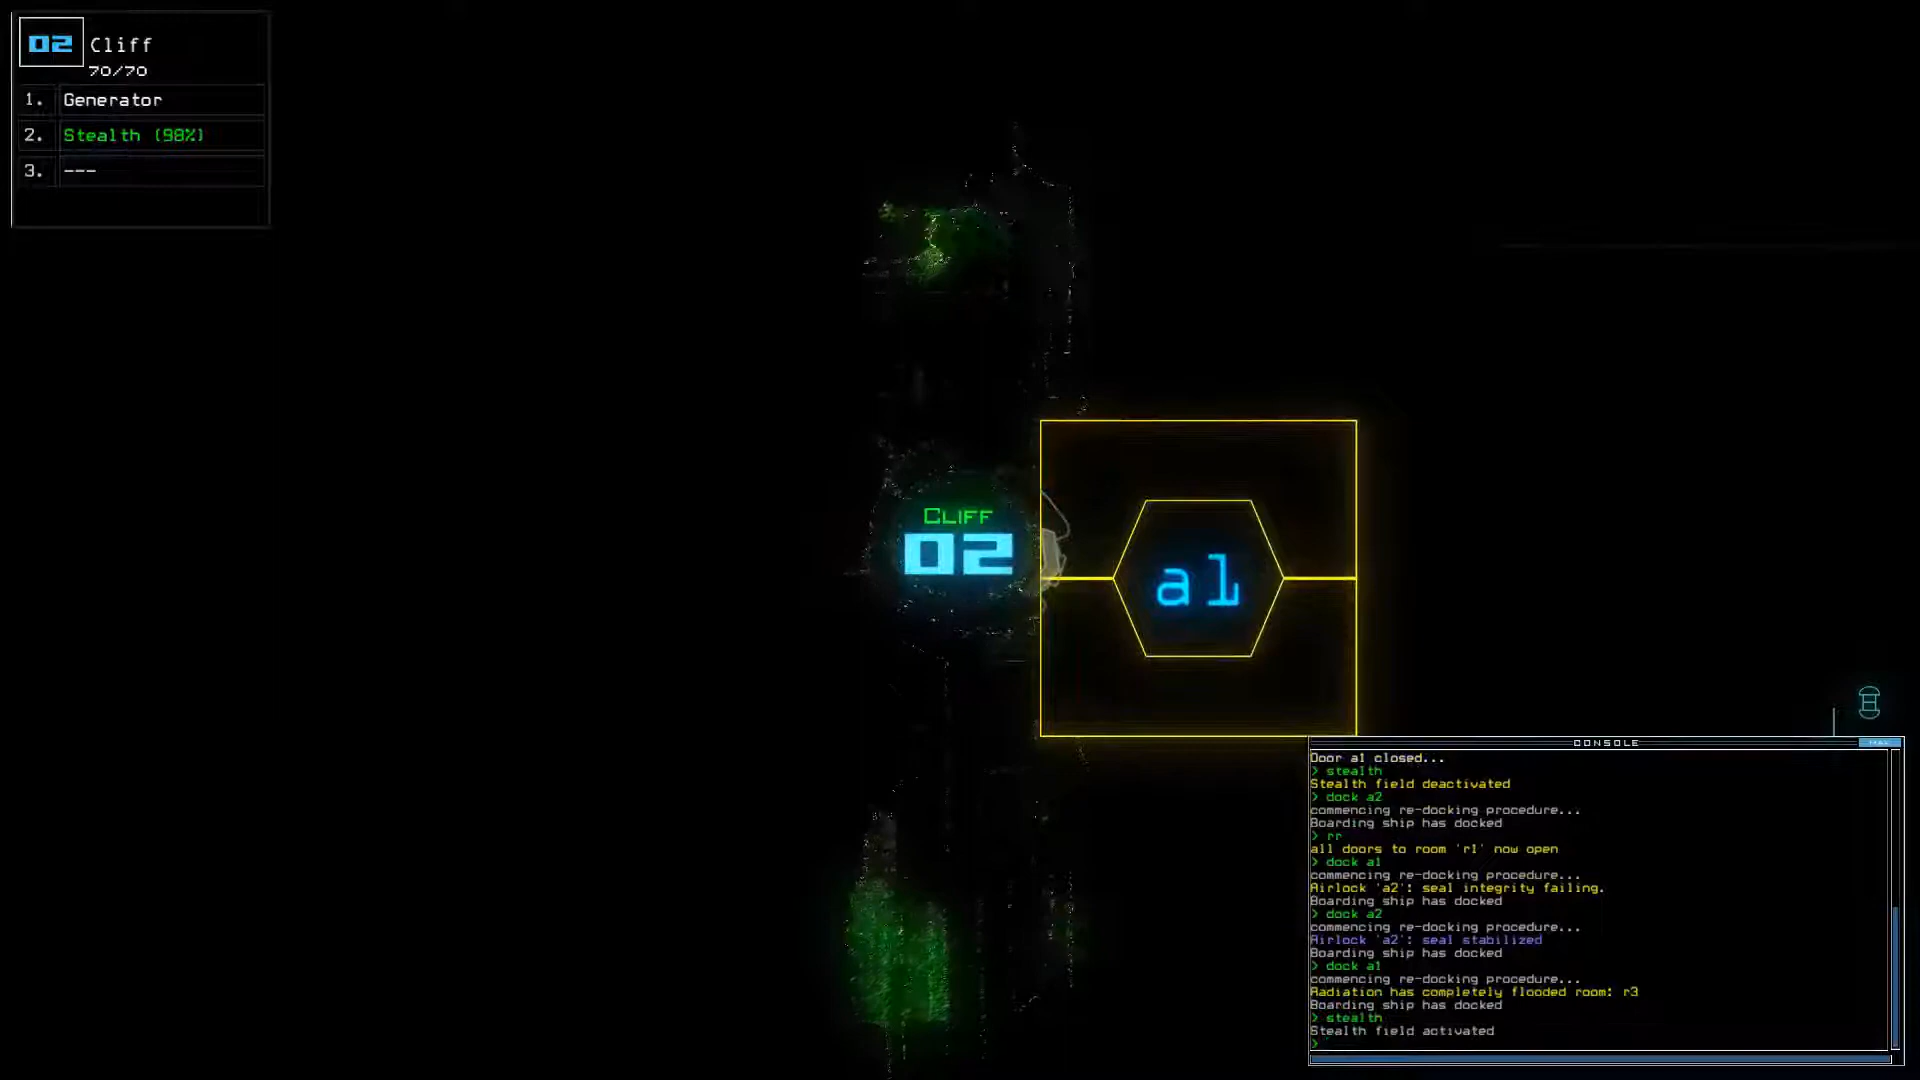 02 Cliff
70/70
1. Generator
2. Stealth (98%)
3. ---
CLIFF
02
a1
CONSOLE
Door a1 closed...
> stealth
Stealth field deactivated
> dock a2
commencing re-docking procedure...
Boarding ship has docked
> rr
all doors to room 'r1' now open
> dock a1
commencing re-docking procedure...
Airlock 'a2': seal integrity failing.
Boarding ship has docked
> dock a2
commencing re-docking procedure...
Airlock 'a2': seal stabilized
Boarding ship has docked
> dock a1
commencing re-docking procedure...
Radiation has completely flooded room: r3
Boarding ship has docked
> stealth
Stealth field activated
>